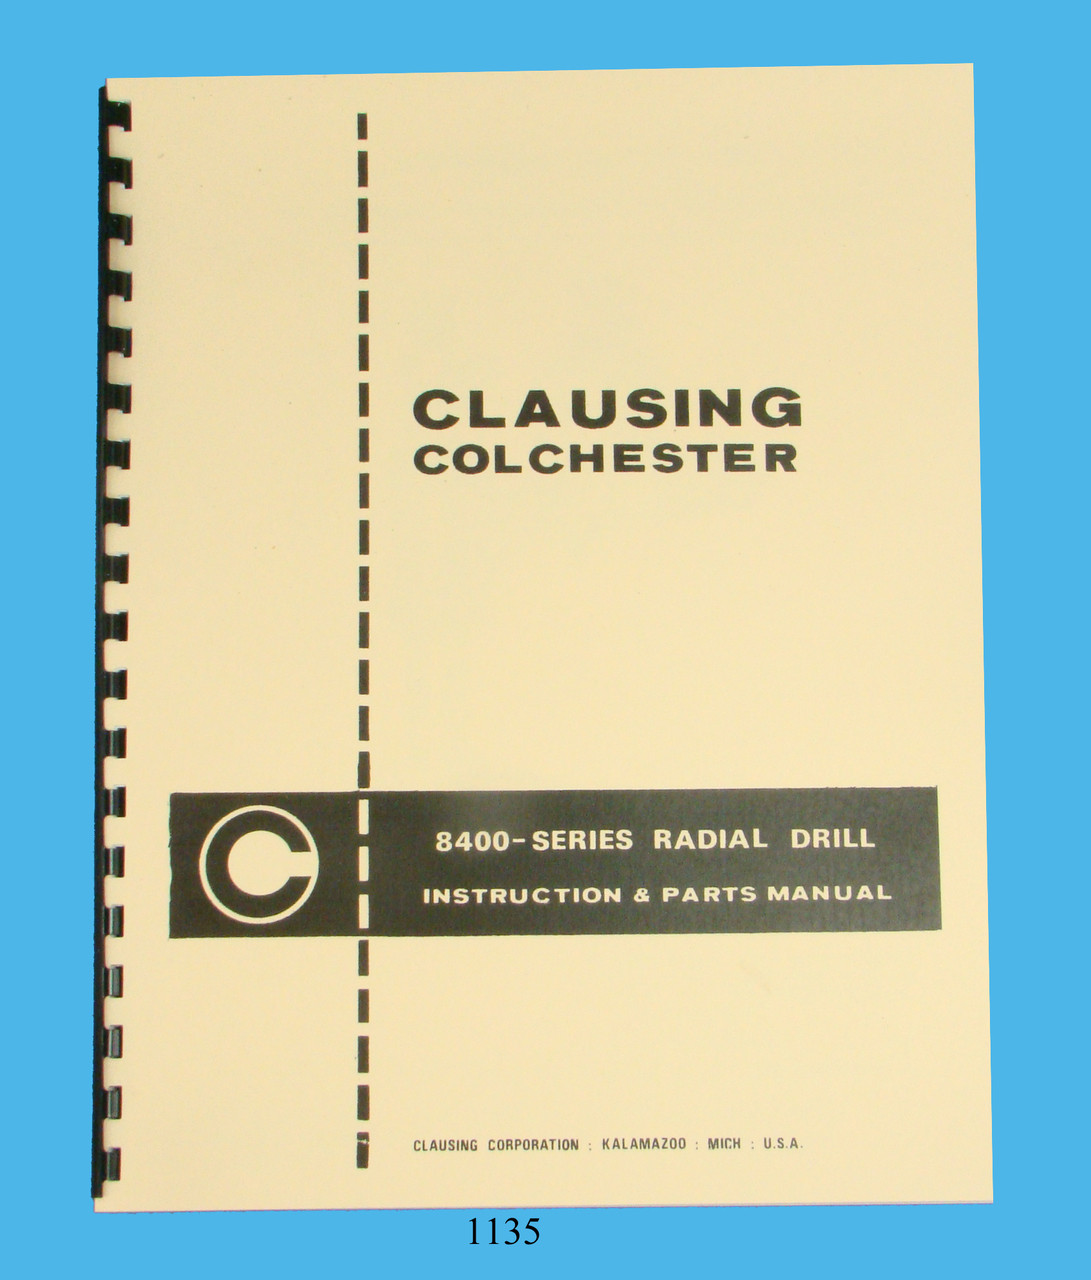 CLAUSING
COLCHESTER
8400-SERIES RADIAL DRILL
INSTRUCTION & PARTS MANUAL
CLAUSING CORPORATION : KALAMAZOO : MICH : U.S.A.
1135